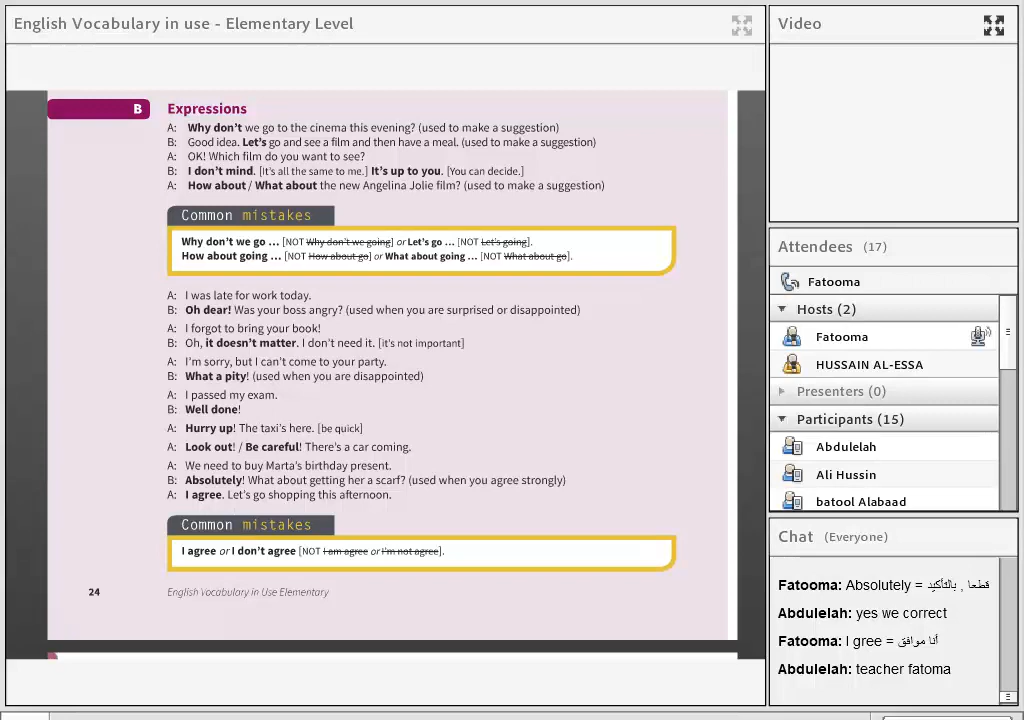 English Vocabulary in use - Elementary Level
B Expressions
A: Why don't we go to the cinema this evening? (used to make a suggestion)
B: Good idea. Let's go and see a film and then have a meal. (used to make a suggestion)
A: OK! Which film do you want to see?
B: I don't mind. [It's all the same to me.] It's up to you. [You can decide.]
A: How about / What about the new Angelina Jolie film? (used to make a suggestion)
Common mistakes
Why don't we go ... [NOT Why don't we going] or Let's go ... [NOT Let's going].
How about going ... [NOT How about go] or What about going ... [NOT What about go].
A: I was late for work today.
B: Oh dear! Was your boss angry? (used when you are surprised or disappointed)
A: I forgot to bring your book!
B: Oh, it doesn't matter. I don't need it. [it's not important]
A: I'm sorry, but I can't come to your party.
B: What a pity! (used when you are disappointed)
A: I passed my exam.
B: Well done!
A: Hurry up! The taxi's here. [be quick]
A: Look out! / Be careful! There's a car coming.
A: We need to buy Marta's birthday present.
B: Absolutely! What about getting her a scarf? (used when you agree strongly)
A: I agree. Let's go shopping this afternoon.
Common mistakes
I agree or I don't agree [NOT I am agree or I'm not agree].
24 English Vocabulary in Use Elementary
Video
Attendees (17)
Fatooma
Hosts (2)
Fatooma
HUSSAIN AL-ESSA
Presenters (0)
Participants (15)
Abdulelah
Ali Hussin
batool Alabaad
Chat (Everyone)
Fatooma: Absolutely = قطعا , بالتأكيد
Abdulelah: yes we correct
Fatooma: I gree = أنا موافق
Abdulelah: teacher fatoma